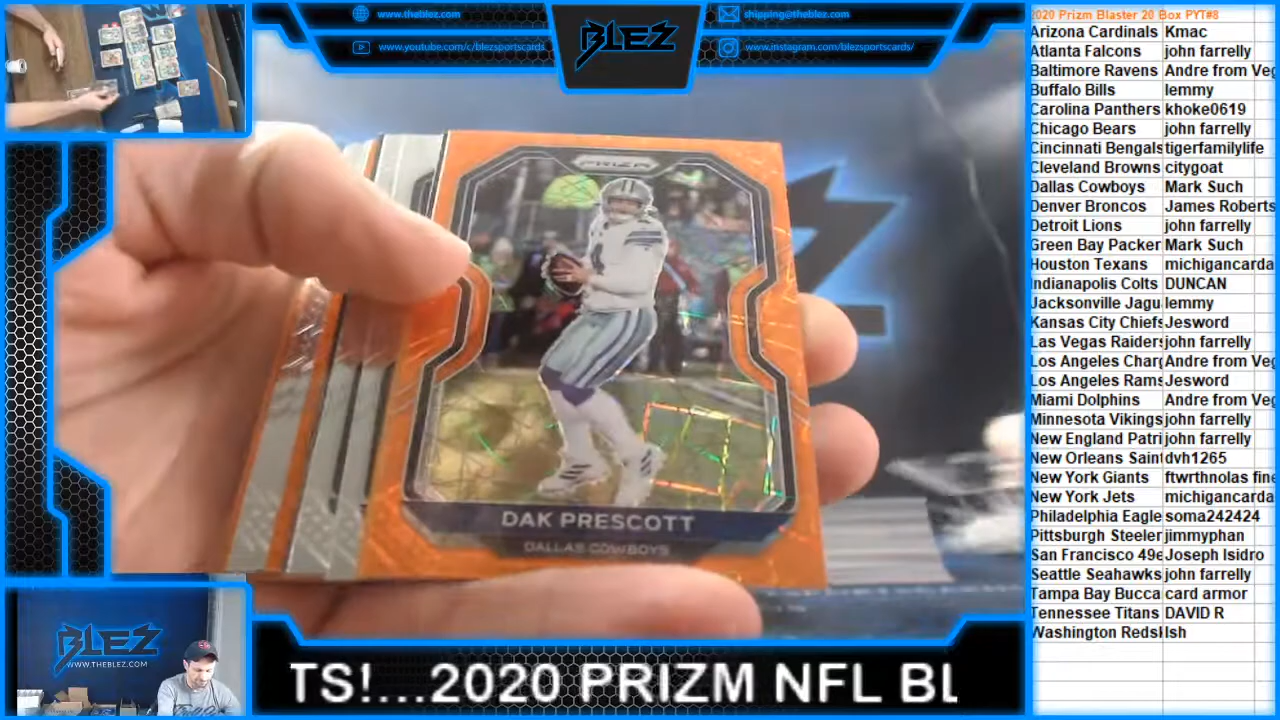 www.theblez.com
www.youtube.com/c/blezsportscards
BLEZ
shipping@theblez.com
www.instagram.com/blezsportscards/
PRIZM
DAK PRESCOTT
DALLAS COWBOYS
BLEZ
WWW.THEBLEZ.COM
TS!...2020 PRIZM NFL BL
2020 Prizm Blaster 20 Box PYT#8
Arizona Cardinals Kmac
Atlanta Falcons john farrelly
Baltimore Ravens Andre from Veg
Buffalo Bills lemmy
Carolina Panthers khoke0619
Chicago Bears john farrelly
Cincinnati Bengals tigerfamilylife
Cleveland Browns citygoat
Dallas Cowboys Mark Such
Denver Broncos James Roberts
Detroit Lions john farrelly
Green Bay Packer Mark Such
Houston Texans michigancarda
Indianapolis Colts DUNCAN
Jacksonville Jagu lemmy
Kansas City Chiefs Jesword
Las Vegas Raiders john farrelly
Los Angeles Charg Andre from Veg
Los Angeles Rams Jesword
Miami Dolphins Andre from Veg
Minnesota Vikings john farrelly
New England Patri john farrelly
New Orleans Saint dvh1265
New York Giants ftwrthnolas fine
New York Jets michigancarda
Philadelphia Eagle soma242424
Pittsburgh Steeler jimmyphan
San Francisco 49e Joseph Isidro
Seattle Seahawks john farrelly
Tampa Bay Bucca card armor
Tennessee Titans DAVID R
Washington Redsk Ish